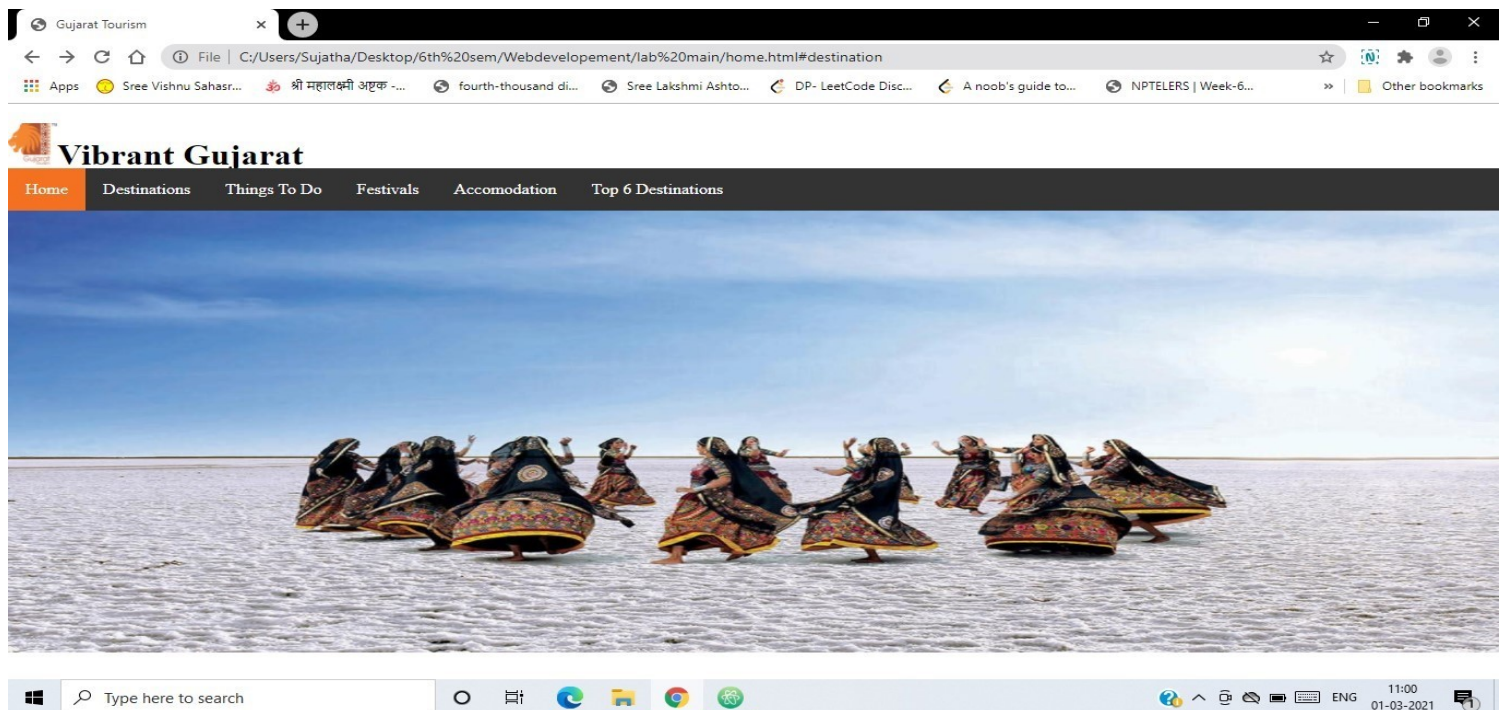 Gujarat Tourism
File | C:/Users/Sujatha/Desktop/6th%20sem/Webdevelopement/lab%20main/home.html#destination
Apps Sree Vishnu Sahasr... श्री महालक्ष्मी अष्टक -... fourth-thousand di... Sree Lakshmi Ashto... DP- LeetCode Disc... A noob's guide to... NPTELERS | Week-6... » Other bookmarks
Vibrant Gujarat
Home Destinations Things To Do Festivals Accomodation Top 6 Destinations
Type here to search ENG 11:00
01-03-2021